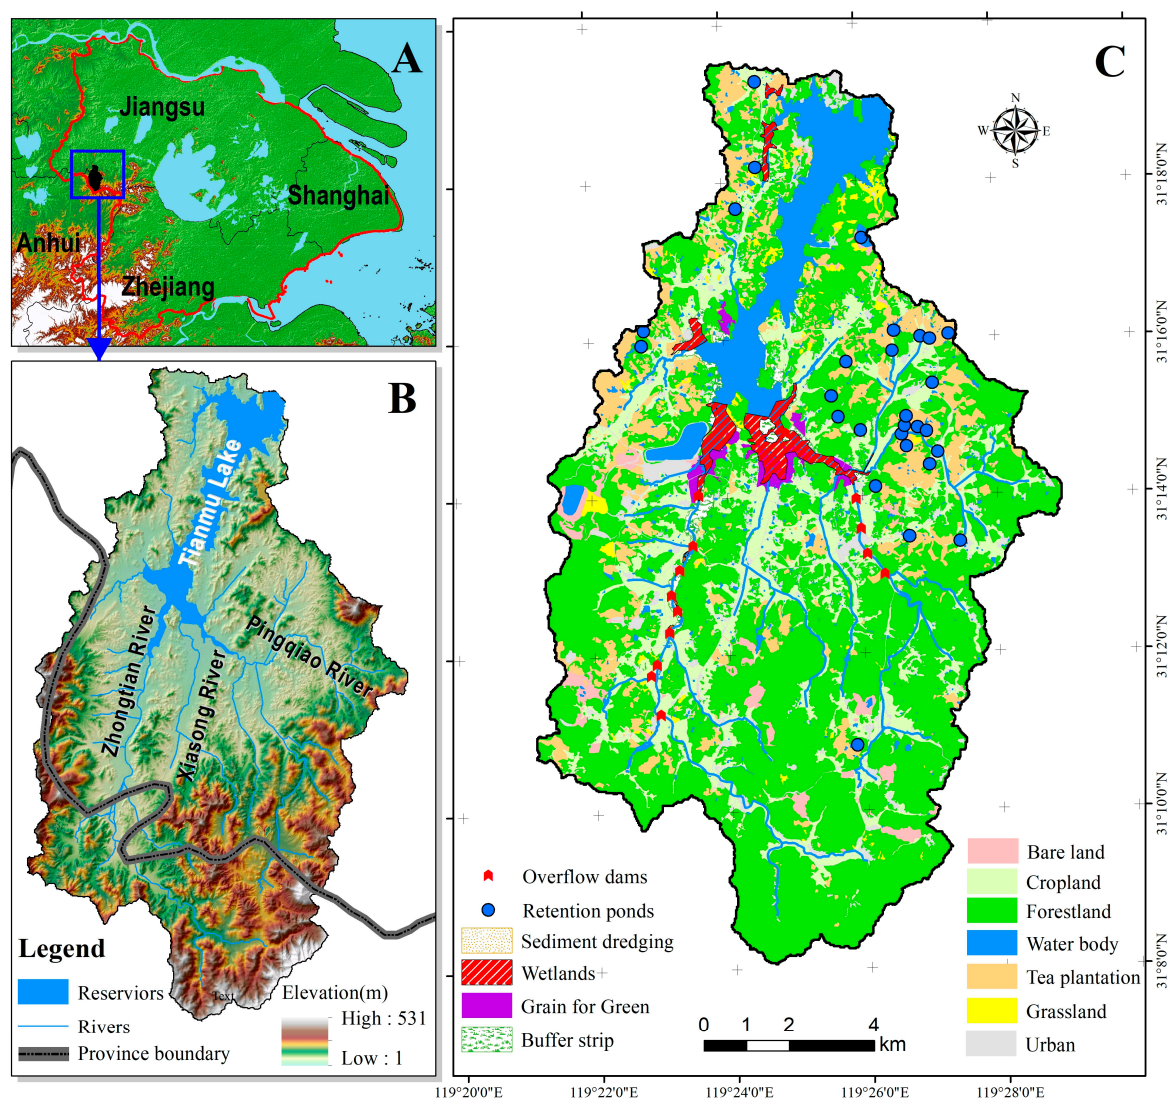 A
Jiangsu
Shanghai
Anhui
Zhejiang
B
Tianmu Lake
Zhongtian River
Xiasong River
Pingqiao River
Text
Legend
Reserviors
Rivers
Province boundary
Elevation(m)
High : 531
Low : 1
C
N
W
E
S
Overflow dams
Retention ponds
Sediment dredging
Wetlands
Grain for Green
Buffer strip
0 1 2 4
km
Bare land
Cropland
Forestland
Water body
Tea plantation
Grassland
Urban
31°18'0"N
31°16'0"N
31°14'0"N
31°12'0"N
31°10'0"N
31°8'0"N
119°20'0"E
119°22'0"E
119°24'0"E
119°26'0"E
119°28'0"E